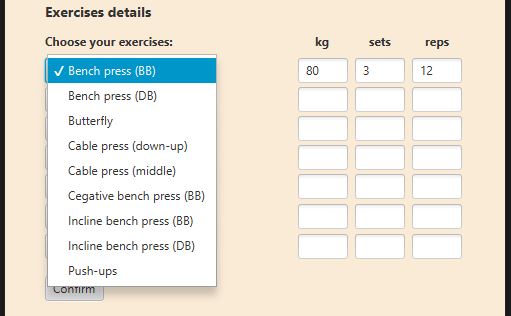 Exercises details
Choose your exercises: kg sets reps
✓ Bench press (BB) 80 3 12
Bench press (DB)
Butterfly
Cable press (down-up)
Cable press (middle)
Cegative bench press (BB)
Incline bench press (BB)
Incline bench press (DB)
Push-ups
Confirm